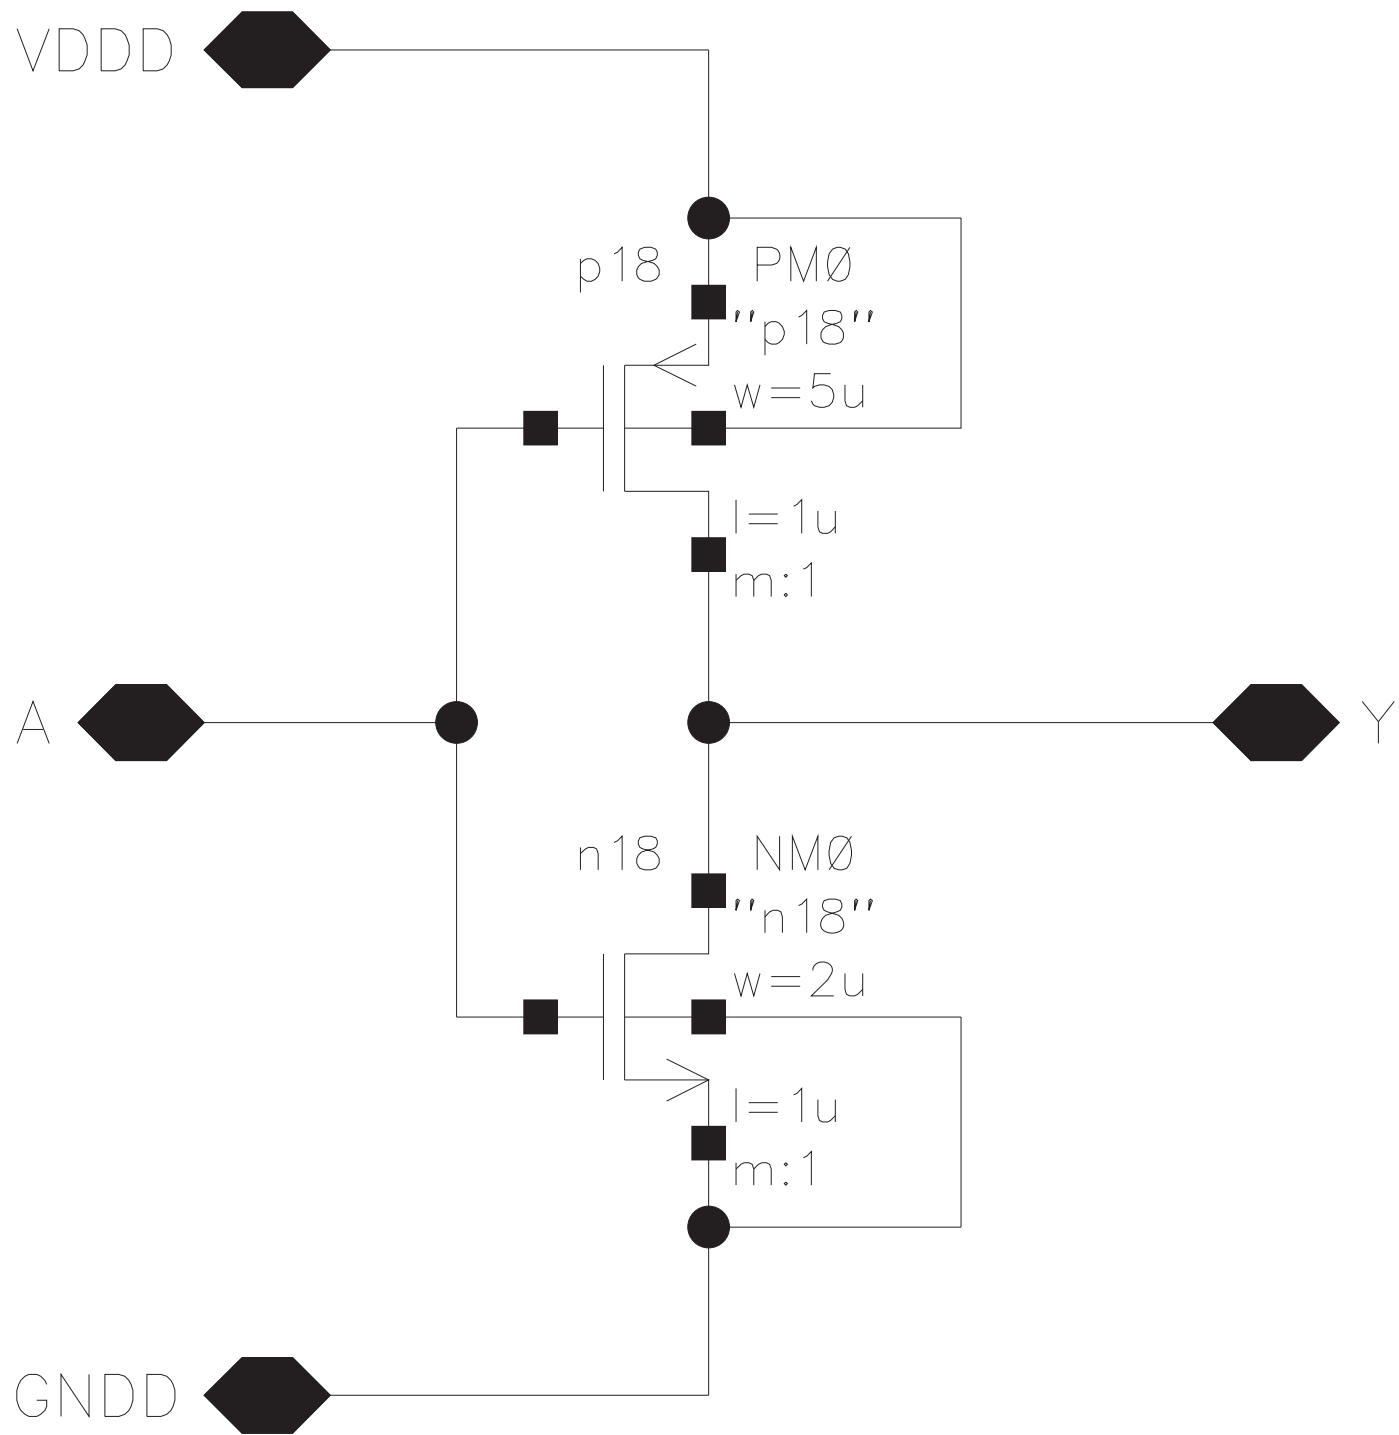 VDDD
p18 PMØ
"p18"
w=5u
l=1u
m:1
A
Y
n18 NMØ
"n18"
w=2u
l=1u
m:1
GNDD